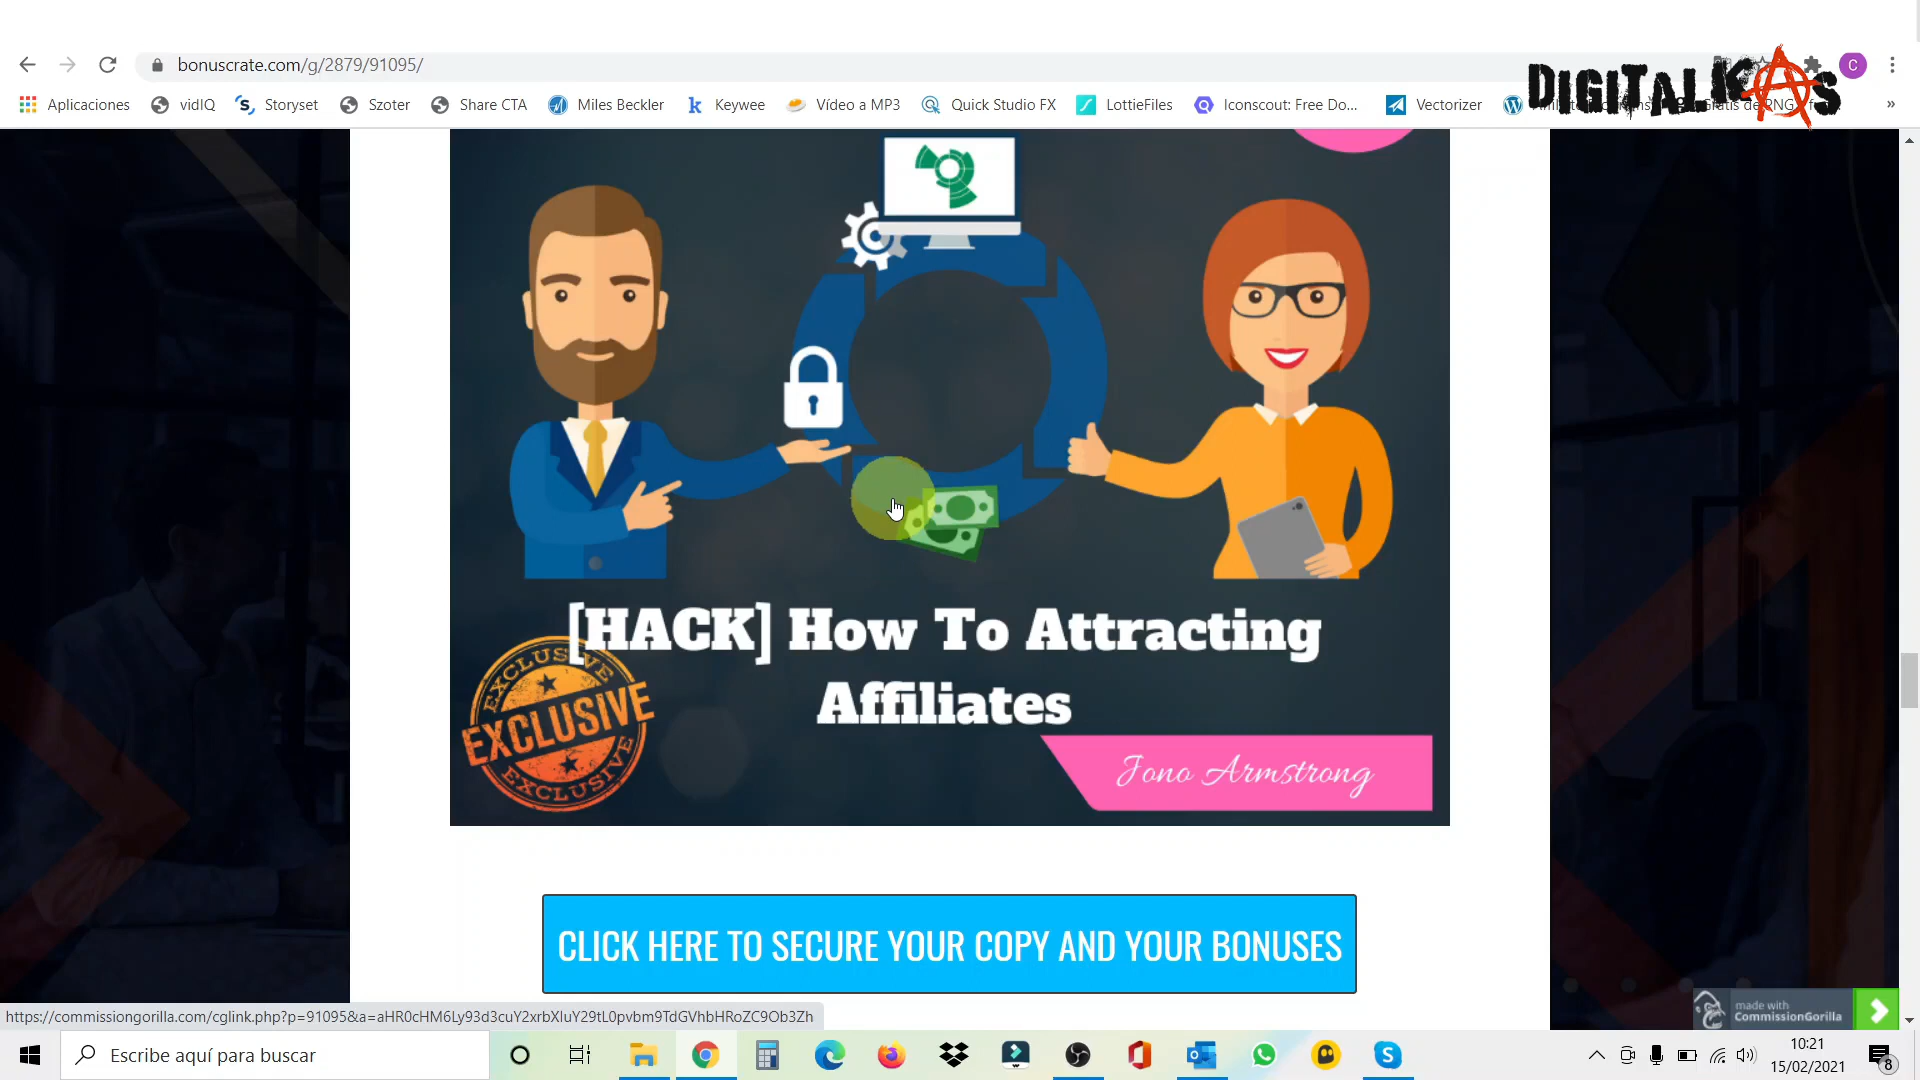 bonuscrate.com/g/2879/91095/
C
DIGITALKAS
Aplicaciones
vidIQ
Storyset
Szoter
Share CTA
Miles Beckler
Keywee
Vídeo a MP3
Quick Studio FX
LottieFiles
Iconscout: Free Do...
Vectorizer
»
[HACK] How To Attracting
Affiliates
EXCLUSIVE
EXCLUSIVE
EXCLUSIVE
Jono Armstrong
CLICK HERE TO SECURE YOUR COPY AND YOUR BONUSES
made with
CommissionGorilla
https://commissiongorilla.com/cglink.php?p=91095&a=aHR0cHM6Ly93d3cuY2xrbXIuY29tL0pvbm9TdGVhbHRoZC9Ob3Zh
Escribe aquí para buscar
10:21
15/02/2021
8